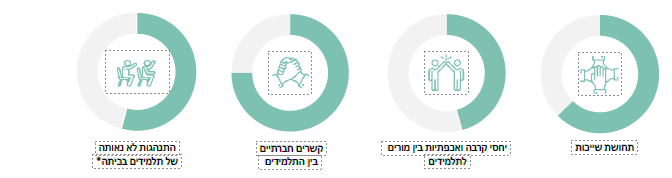 תחושת שייכות
יחסי קרבה ואכפתיות בין מורים
לתלמידים
קשרים חברתיים
בין התלמידים
התנהגות לא נאותה
של תלמידים בכיתה*